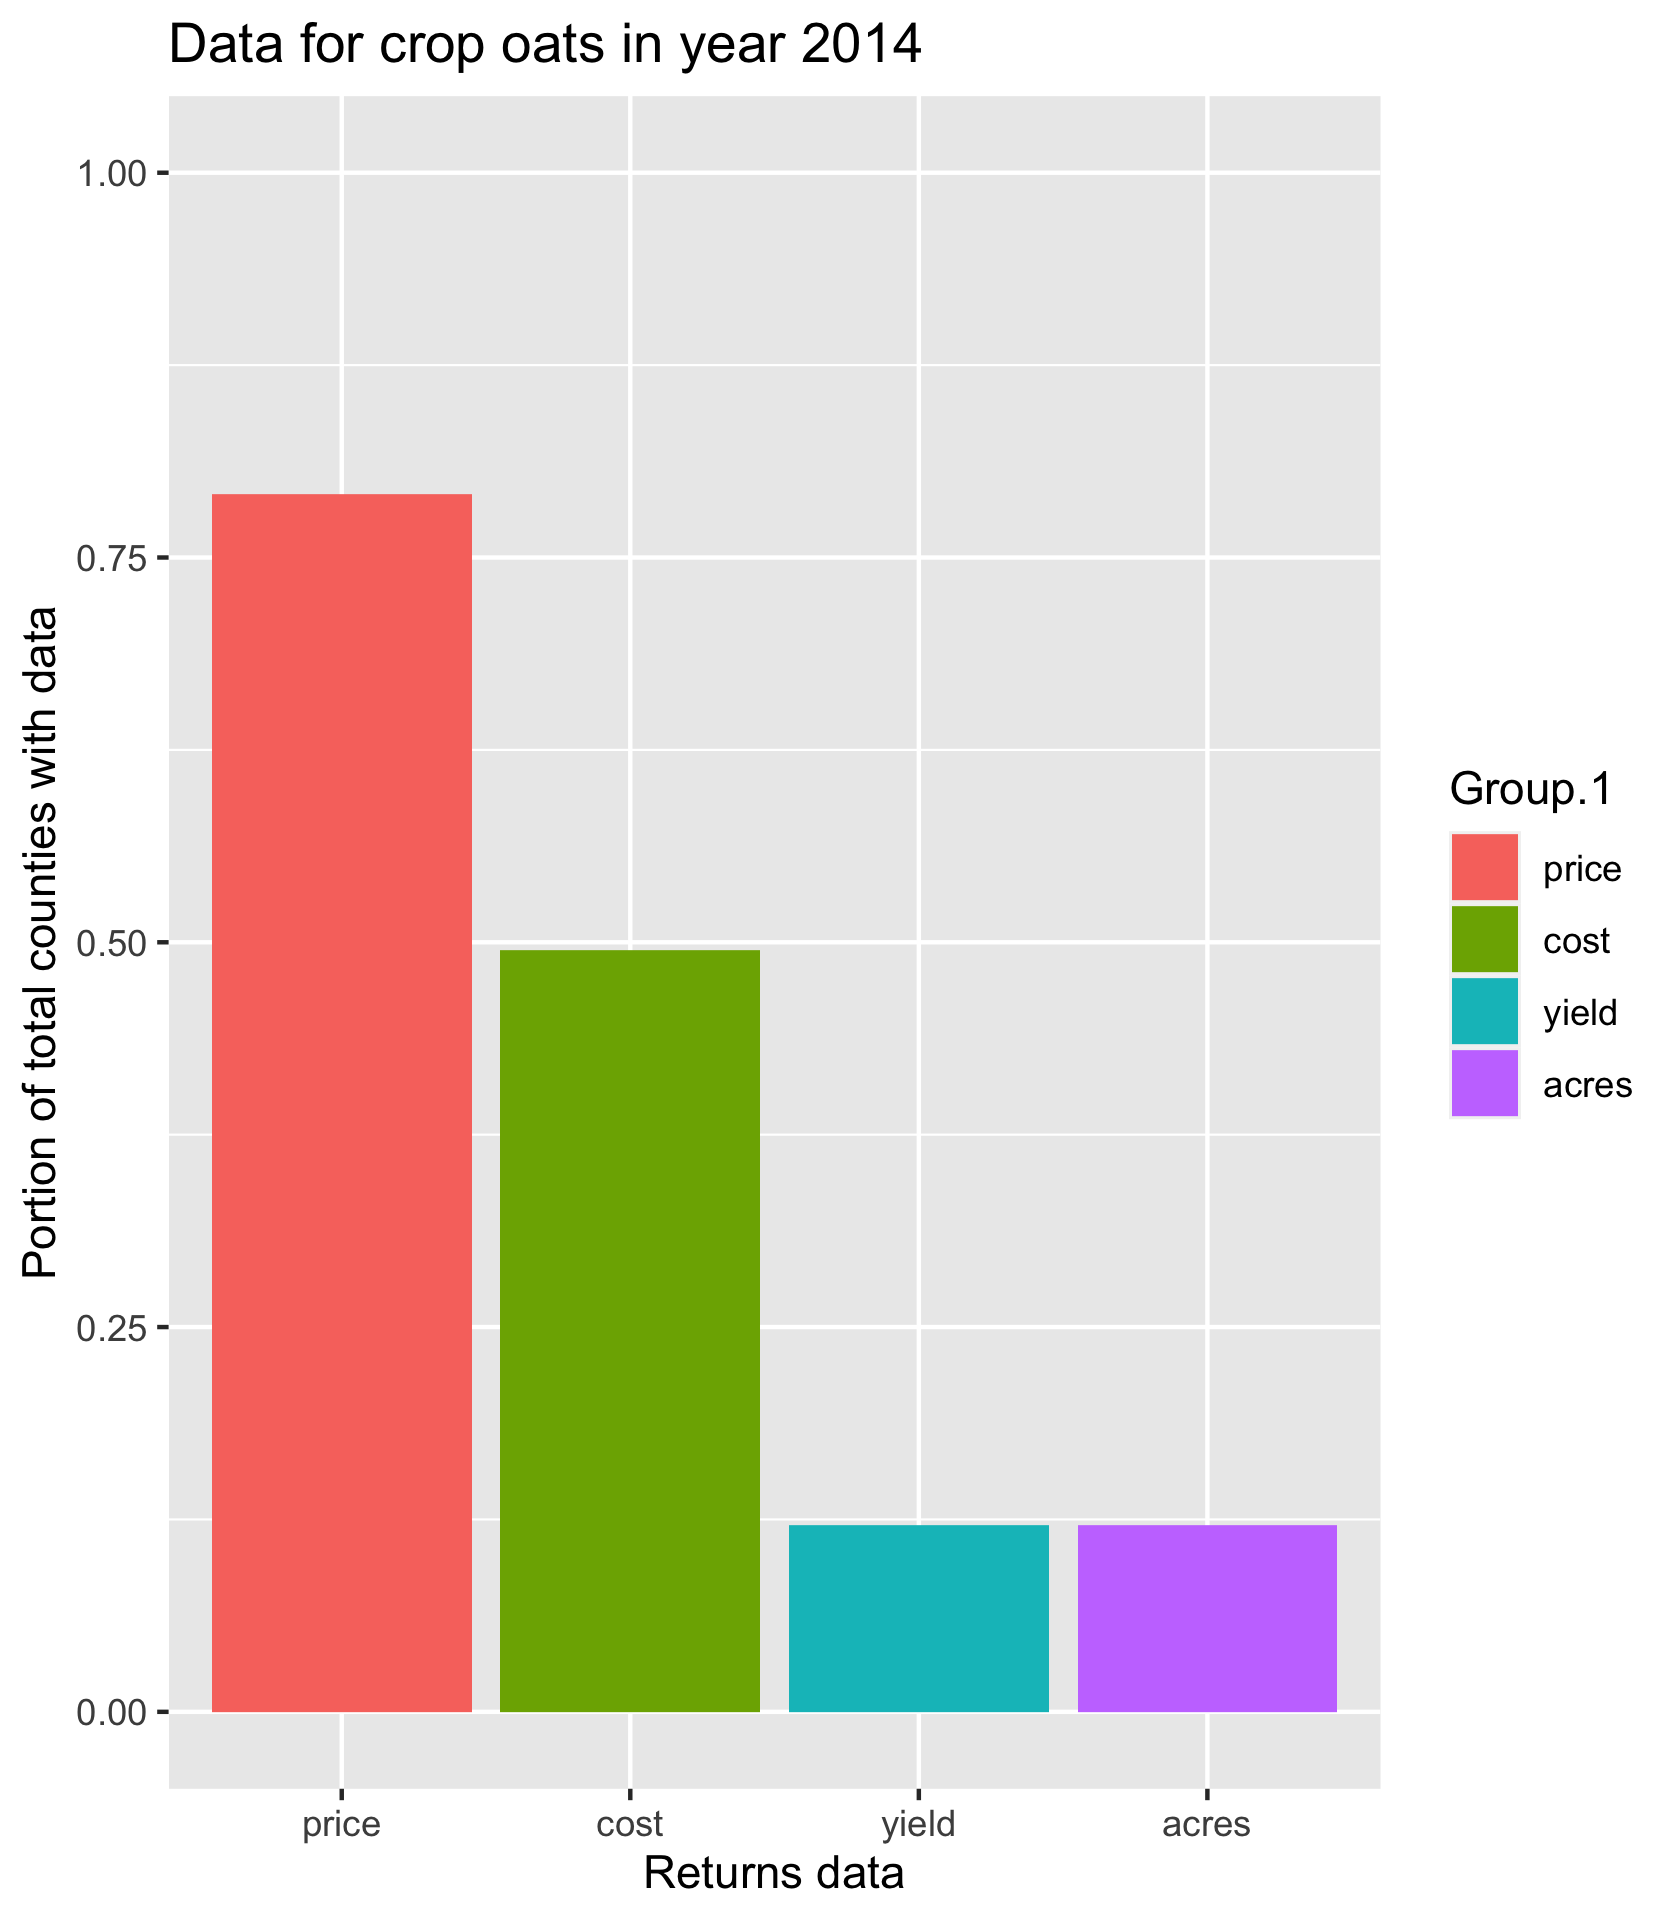 Data for crop oats in year 2014
Portion of total counties with data
1.00
0.75
0.50
0.25
0.00
price
cost
yield
acres
Returns data
Group.1
price
cost
yield
acres